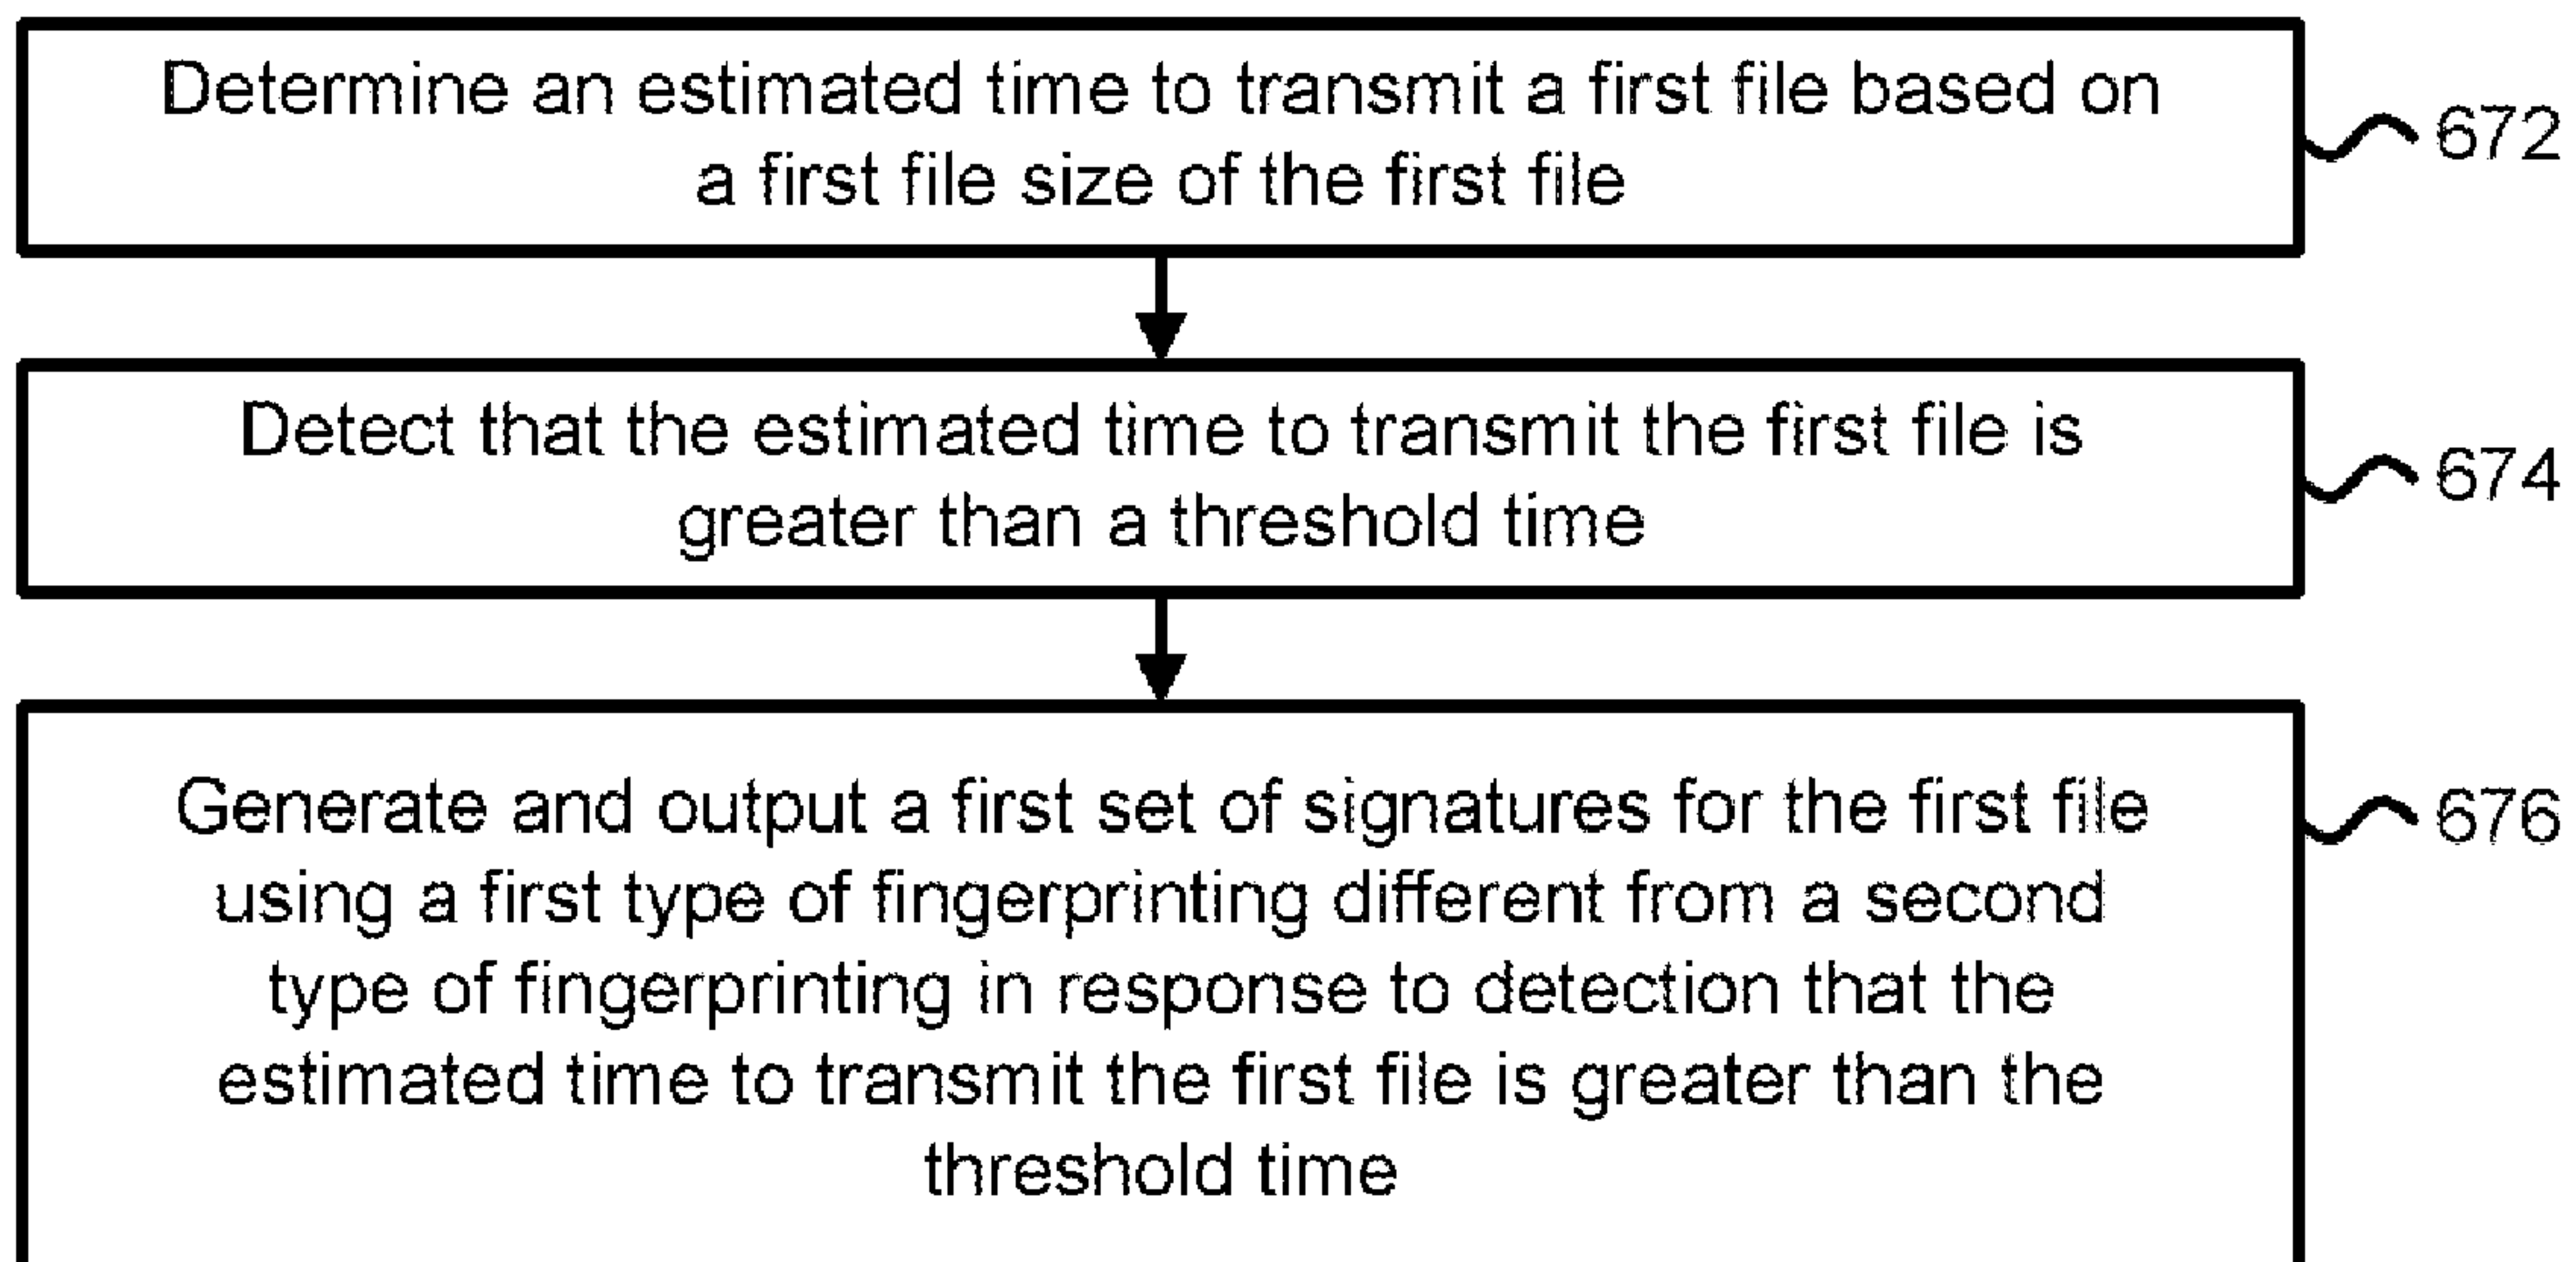 Determine an estimated time to transmit a first file based on
a first file size of the first file
672
Detect that the estimated time to transmit the first file is
greater than a threshold time
674
Generate and output a first set of signatures for the first file
using a first type of fingerprinting different from a second
type of fingerprinting in response to detection that the
estimated time to transmit the first file is greater than the
threshold time
676